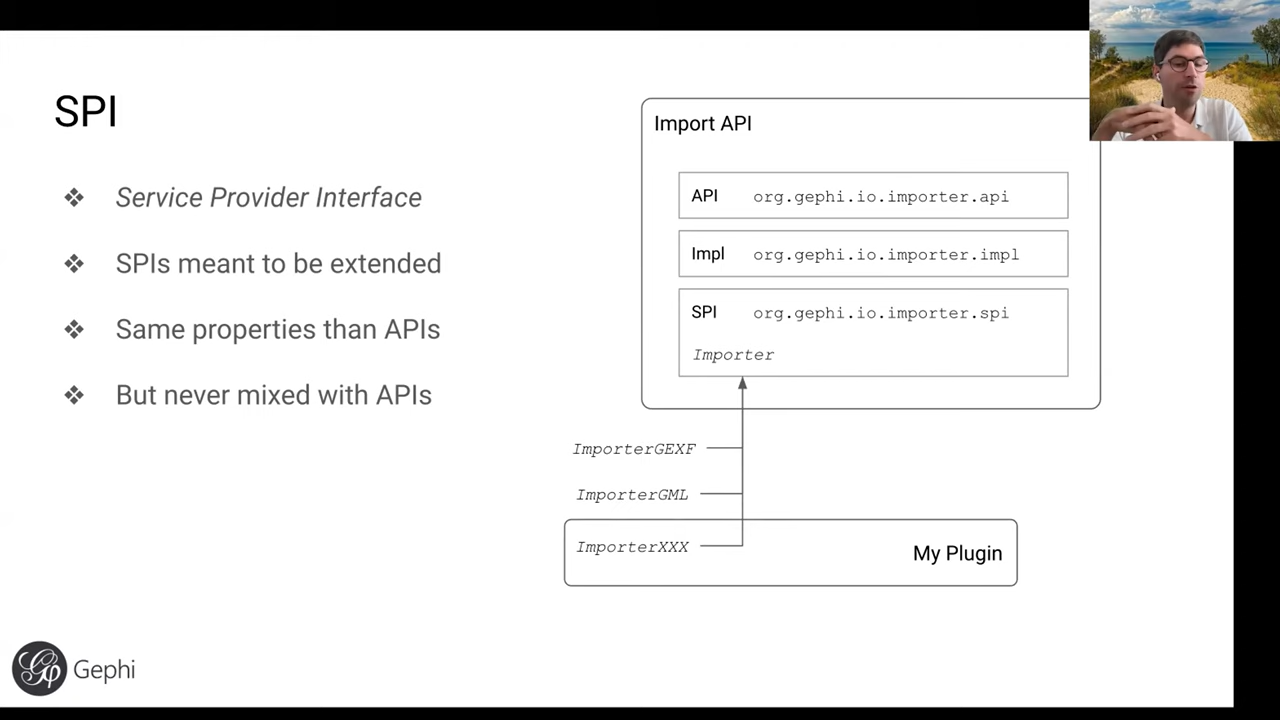 SPI
❖ Service Provider Interface
❖ SPIs meant to be extended
❖ Same properties than APIs
❖ But never mixed with APIs
Import API
API org.gephi.io.importer.api
Impl org.gephi.io.importer.impl
SPI org.gephi.io.importer.spi
Importer
ImporterGEXF
ImporterGML
ImporterXXX
My Plugin
Gephi